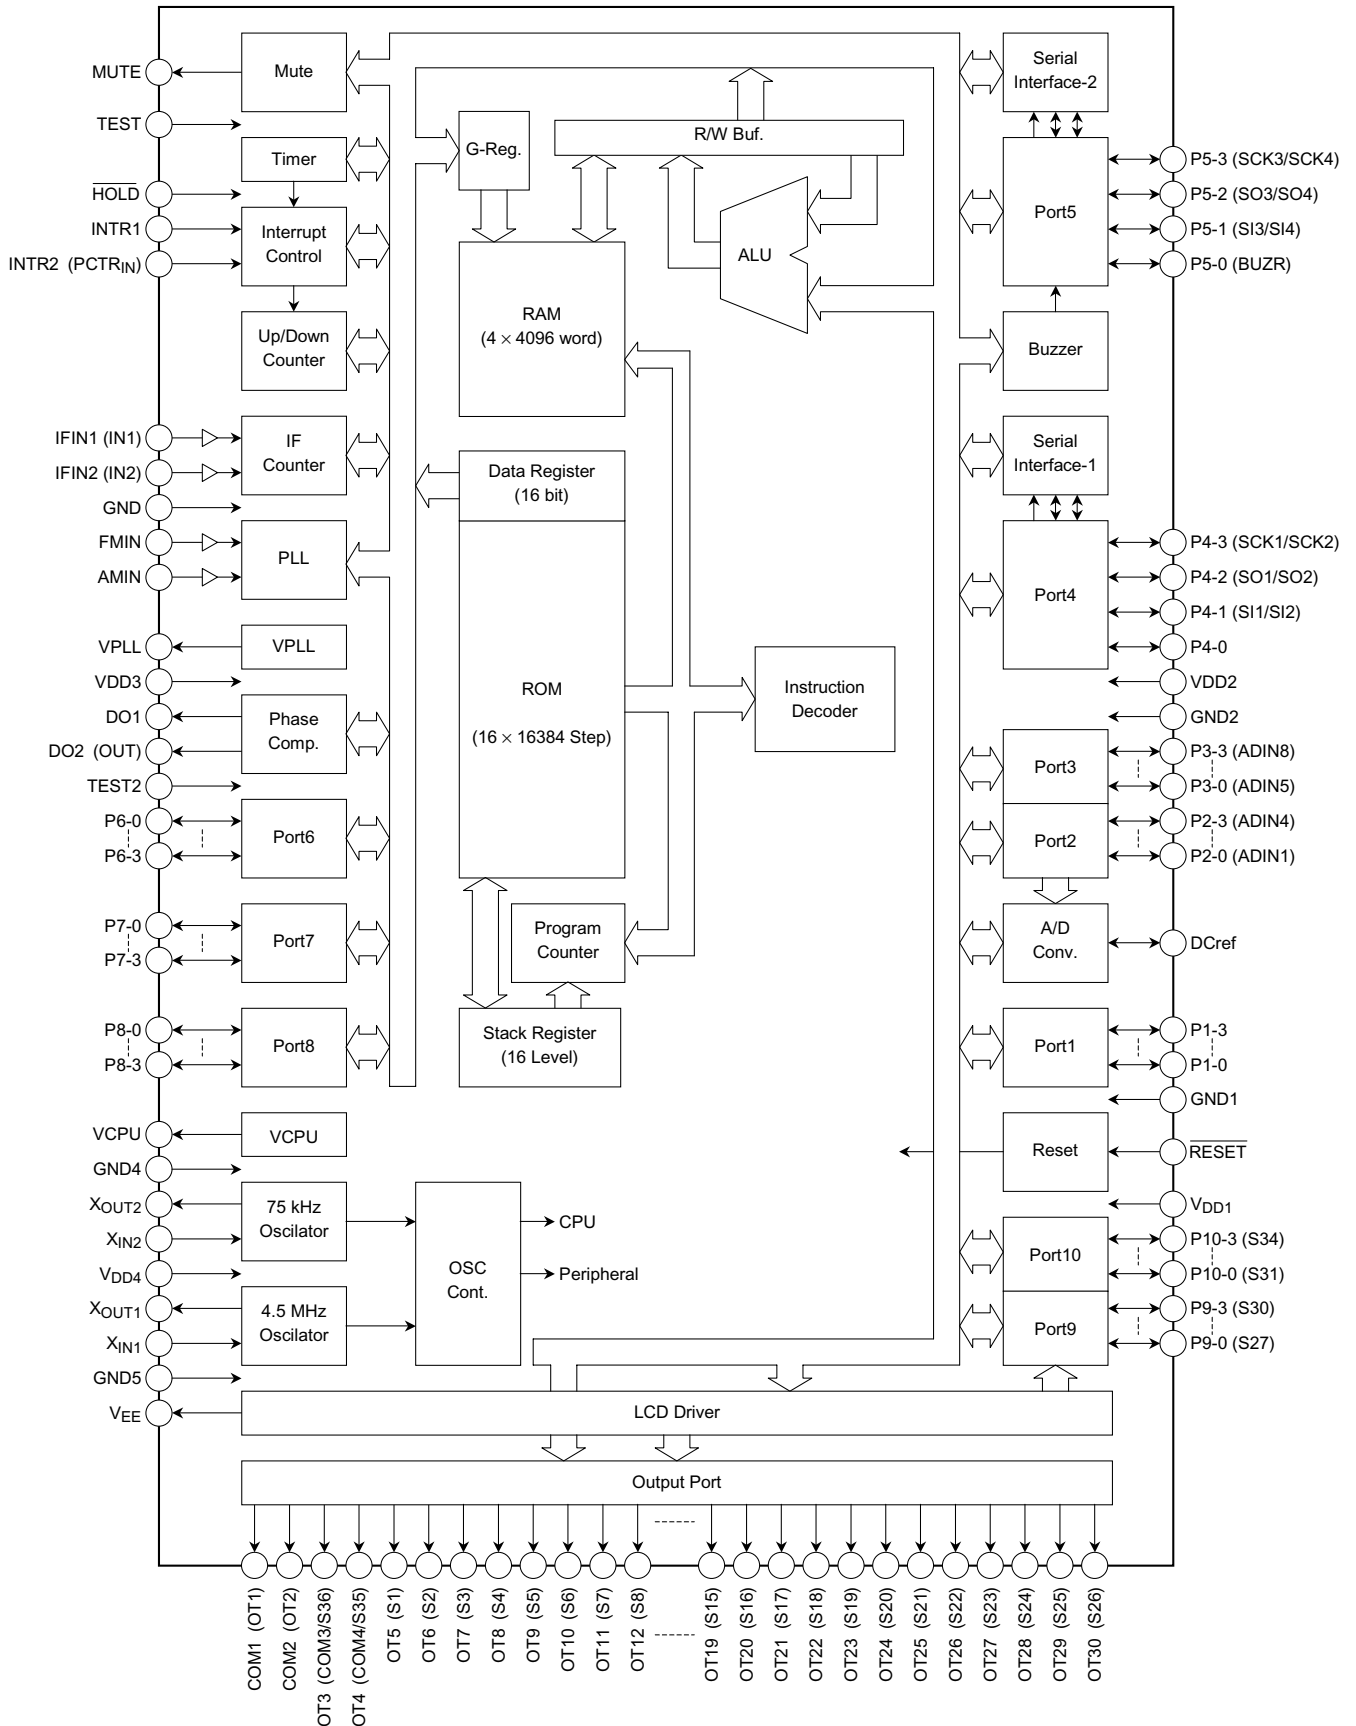 MUTE
TEST
HOLD
INTR1
INTR2 (PCTRIN)
IFIN1 (IN1)
IFIN2 (IN2)
GND
FMIN
AMIN
VPLL
VDD3
DO1
DO2 (OUT)
TEST2
P6-0
P6-3
P7-0
P7-3
P8-0
P8-3
VCPU
GND4
XOUT2
XIN2
VDD4
XOUT1
XIN1
GND5
VEE
Mute
Timer
Interrupt
Control
Up/Down
Counter
IF
Counter
PLL
VPLL
Phase
Comp.
Port6
Port7
Port8
VCPU
75 kHz
Oscilator
4.5 MHz
Oscilator
G-Reg.
R/W Buf.
ALU
RAM
(4 × 4096 word)
Data Register
(16 bit)
ROM
(16 × 16384 Step)
Instruction
Decoder
Program
Counter
Stack Register
(16 Level)
OSC
Cont.
CPU
Peripheral
Serial
Interface-2
Port5
Buzzer
Serial
Interface-1
Port4
Port3
Port2
A/D
Conv.
Port1
Reset
Port10
Port9
P5-3 (SCK3/SCK4)
P5-2 (SO3/SO4)
P5-1 (SI3/SI4)
P5-0 (BUZR)
P4-3 (SCK1/SCK2)
P4-2 (SO1/SO2)
P4-1 (SI1/SI2)
P4-0
VDD2
GND2
P3-3 (ADIN8)
P3-0 (ADIN5)
P2-3 (ADIN4)
P2-0 (ADIN1)
DCref
P1-3
P1-0
GND1
RESET
VDD1
P10-3 (S34)
P10-0 (S31)
P9-3 (S30)
P9-0 (S27)
LCD Driver
Output Port
COM1 (OT1)
COM2 (OT2)
OT3 (COM3/S36)
OT4 (COM4/S35)
OT5 (S1)
OT6 (S2)
OT7 (S3)
OT8 (S4)
OT9 (S5)
OT10 (S6)
OT11 (S7)
OT12 (S8)
OT19 (S15)
OT20 (S16)
OT21 (S17)
OT22 (S18)
OT23 (S19)
OT24 (S20)
OT25 (S21)
OT26 (S22)
OT27 (S23)
OT28 (S24)
OT29 (S25)
OT30 (S26)